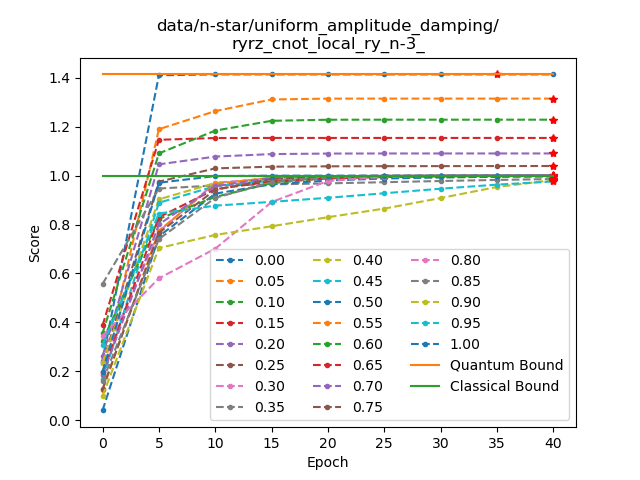 data/n-star/uniform_amplitude_damping/
ryrz_cnot_local_ry_n-3_
Score
1.4
1.2
1.0
0.8
0.6
0.4
0.2
0.0
0.00 0.40 0.80
0.05 0.45 0.85
0.10 0.50 0.90
0.15 0.55 0.95
0.20 0.60 1.00
0.25 0.65 Quantum Bound
0.30 0.70 Classical Bound
0.35 0.75
0 5 10 15 20 25 30 35 40
Epoch